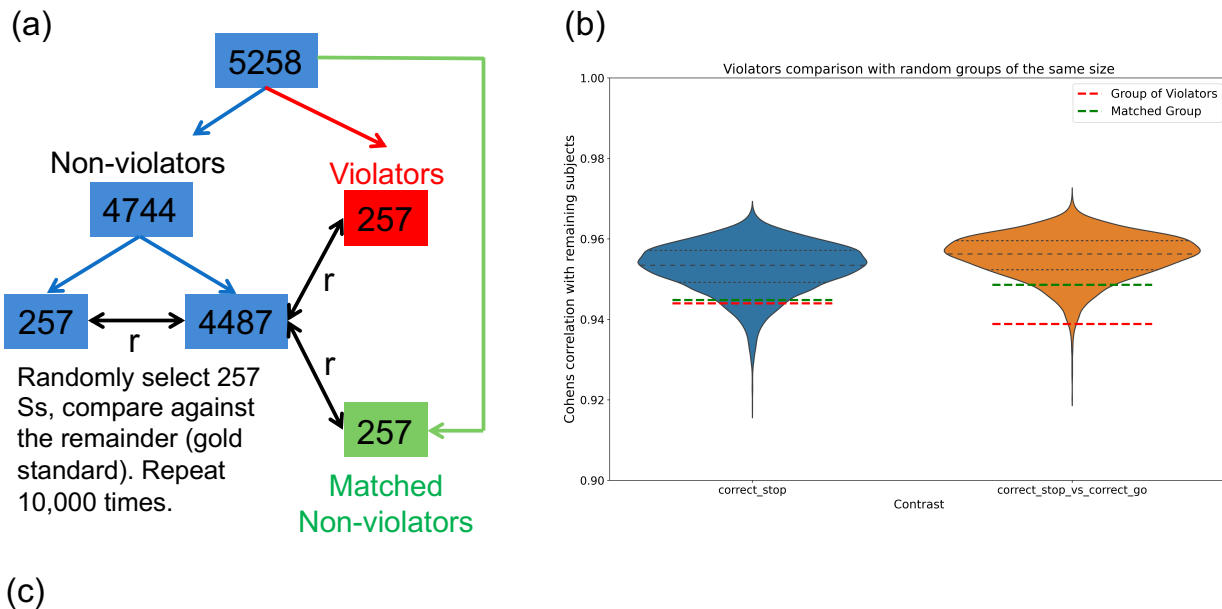 (a)
5258
Non-violators
Violators
4744
257
257
4487
r
r
r
Randomly select 257
Ss, compare against
the remainder (gold
standard). Repeat
10,000 times.
257
Matched
Non-violators
(b)
Violators comparison with random groups of the same size
Group of Violators
Matched Group
Cohens correlation with remaining subjects
1.00
0.98
0.96
0.94
0.92
0.90
correct_stop
correct_stop_vs_correct_go
Contrast
(c)